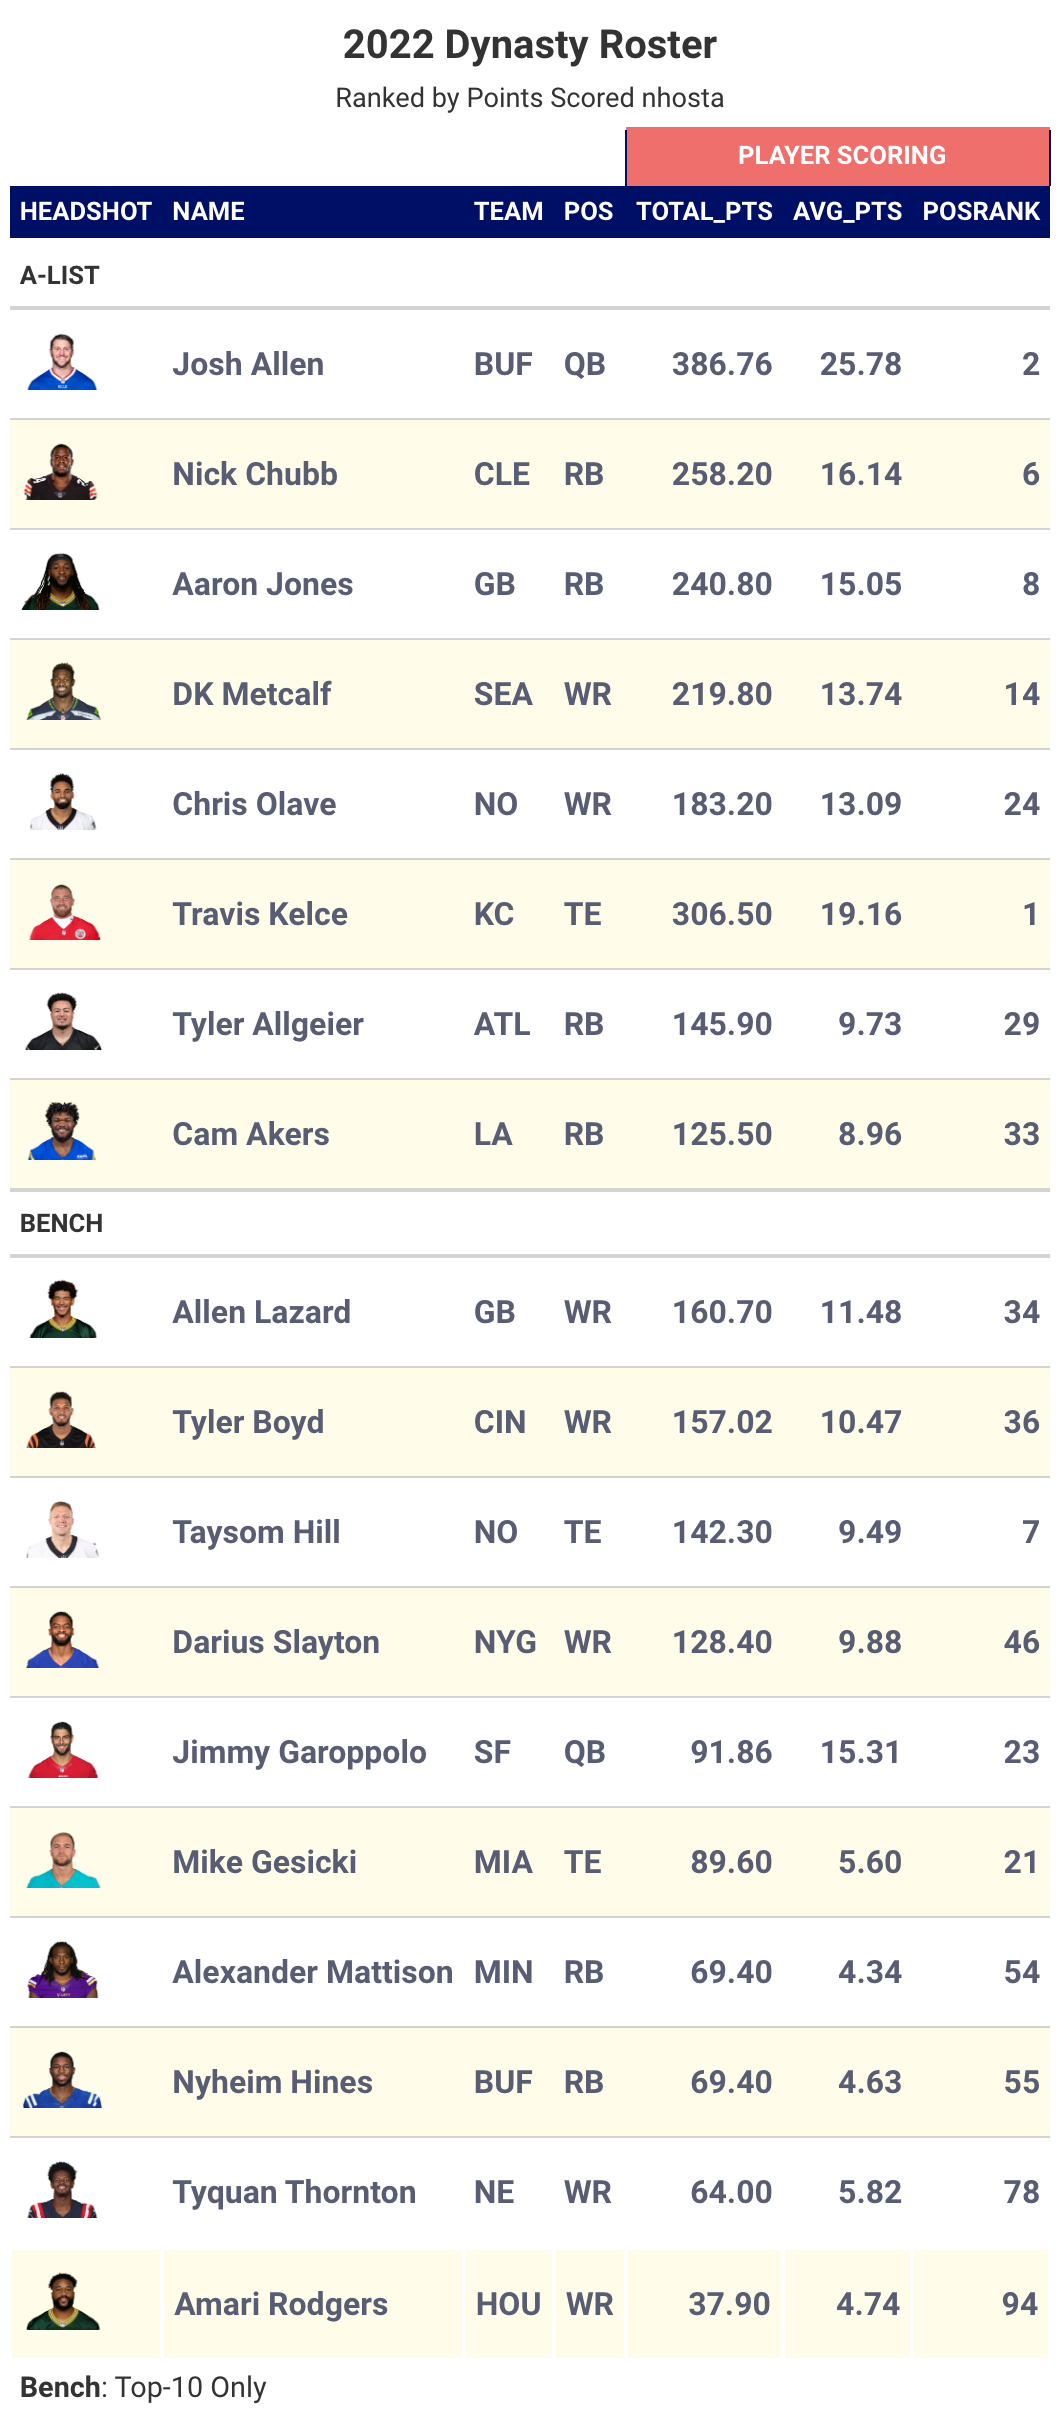 2022 Dynasty Roster
Ranked by Points Scored nhosta
PLAYER SCORING
HEADSHOT NAME TEAM POS TOTAL_PTS AVG_PTS POSRANK
A-LIST
Josh Allen BUF QB 386.76 25.78 2
Nick Chubb CLE RB 258.20 16.14 6
Aaron Jones GB RB 240.80 15.05 8
DK Metcalf SEA WR 219.80 13.74 14
Chris Olave NO WR 183.20 13.09 24
Travis Kelce KC TE 306.50 19.16 1
Tyler Allgeier ATL RB 145.90 9.73 29
Cam Akers LA RB 125.50 8.96 33
BENCH
Allen Lazard GB WR 160.70 11.48 34
Tyler Boyd CIN WR 157.02 10.47 36
Taysom Hill NO TE 142.30 9.49 7
Darius Slayton NYG WR 128.40 9.88 46
Jimmy Garoppolo SF QB 91.86 15.31 23
Mike Gesicki MIA TE 89.60 5.60 21
Alexander Mattison MIN RB 69.40 4.34 54
Nyheim Hines BUF RB 69.40 4.63 55
Tyquan Thornton NE WR 64.00 5.82 78
Amari Rodgers HOU WR 37.90 4.74 94
Bench: Top-10 Only